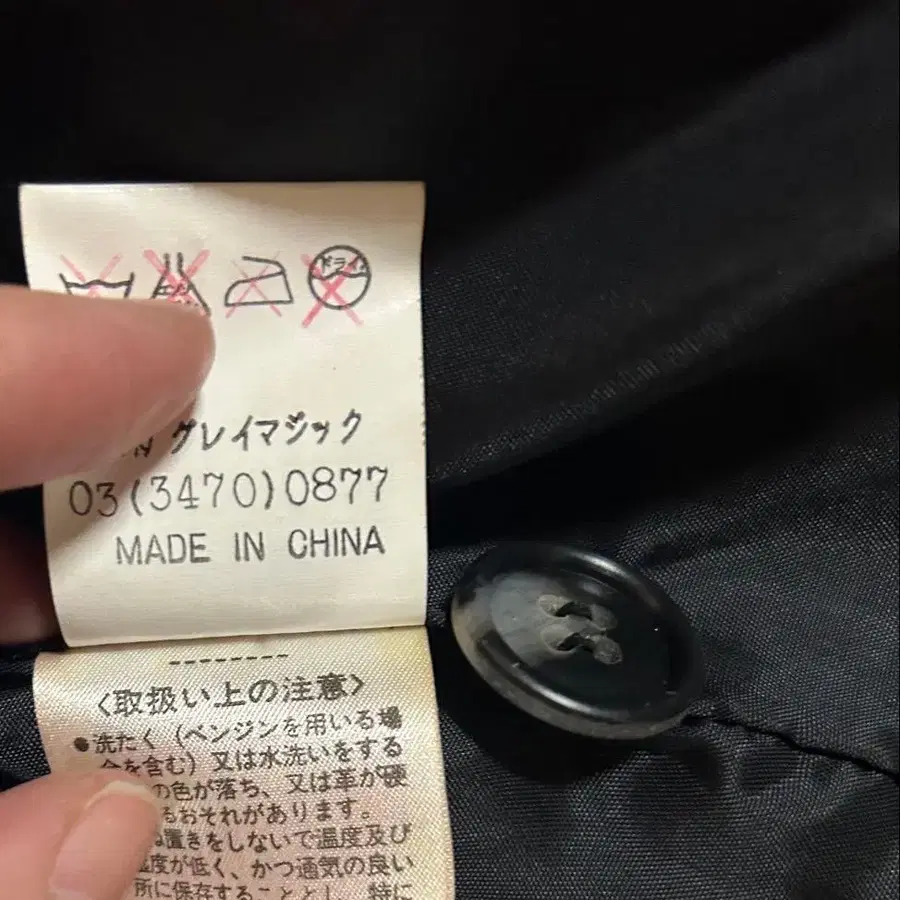 ドライ
グレイマジック
03(3470)0877
MADE IN CHINA
〈取扱い上の注意〉
●洗たく(ベンジンを用いる場
合を含む)又は水洗いをする
の色が落ち、又は革が硬
るおそれがあります。
置きをしないで温度及び
度が低く、かつ通気の良い
所に保存することとし、特に